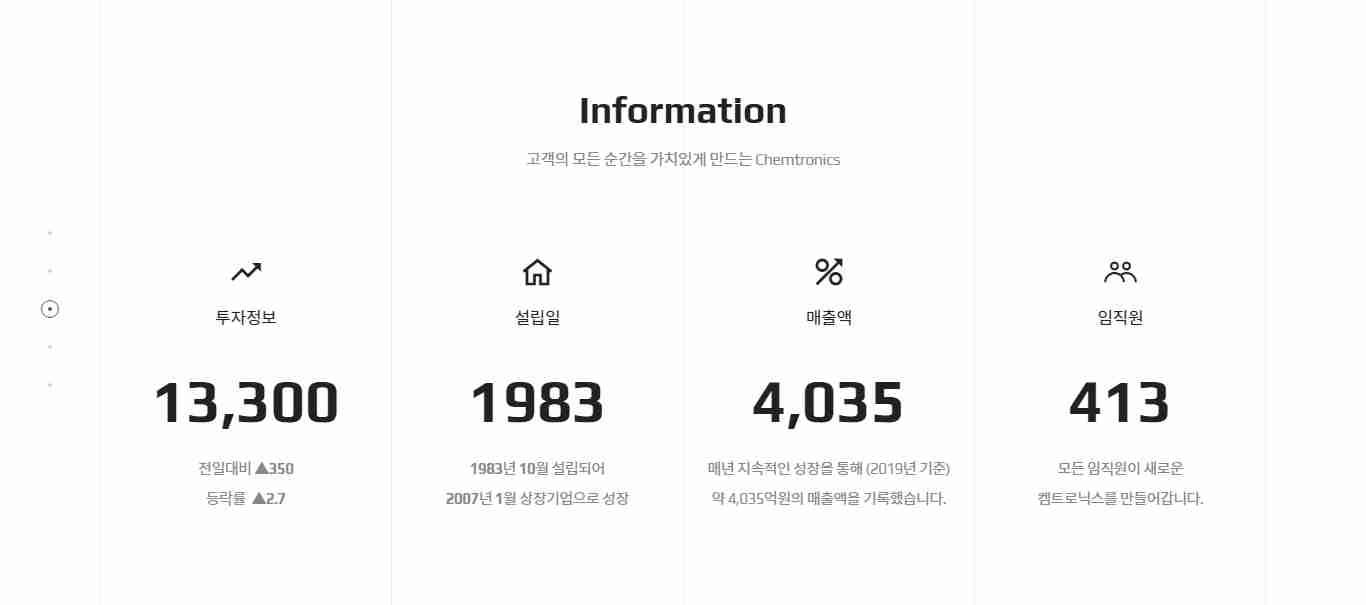 Information
고객의 모든 순간을 가치있게 만드는 Chemtronics
투자정보
13,300
전일대비 ▲350
등락률 ▲2.7
설립일
1983
1983년 10월 설립되어
2007년 1월 상장기업으로 성장
매출액
4,035
매년 지속적인 성장을 통해 (2019년 기준)
약 4,035억원의 매출액을 기록했습니다.
임직원
413
모든 임직원이 새로운
켐트로닉스를 만들어갑니다.